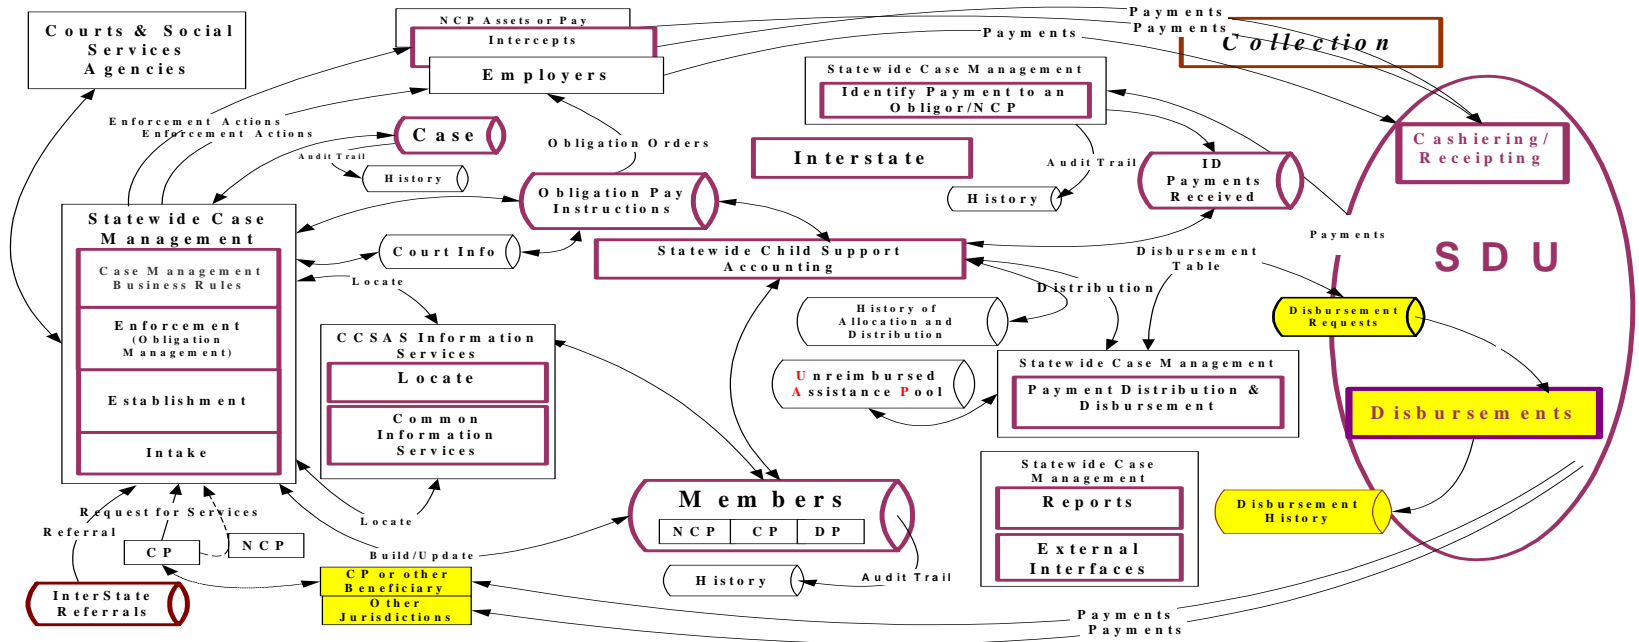 Courts & Social
Services
Agencies
NCP Assets or Pay
Intercepts
Employers
Payments
Payments
Payments
Collection
Statewide Case Management
Identify Payment to an
Obligor/NCP
Enforcement Actions
Enforcement Actions
Case
Audit Trail
History
Obligation Orders
Interstate
Audit Trail
History
ID
Payments
Received
Cashiering/
Receipting
Obligation Pay
Instructions
Statewide Case
Management
Case Management
Business Rules
Enforcement
(Obligation
Management)
Establishment
Intake
Court Info
Locate
Statewide Child Support
Accounting
Disbursement
Table
Payments
SDU
Distribution
History of
Allocation and
Distribution
Disbursement
Requests
CCSAS Information
Services
Locate
Common
Information
Services
Unreimbursed
Assistance Pool
Statewide Case Management
Payment Distribution &
Disbursement
Disbursements
Statewide Case
Management
Reports
External
Interfaces
Disbursement
History
Members
NCP
CP
DP
Request for Services
Referral
Locate
CP
NCP
Build/Update
InterState
Referrals
CP or other
Beneficiary
Other
Jurisdictions
History
Audit Trail
Payments
Payments